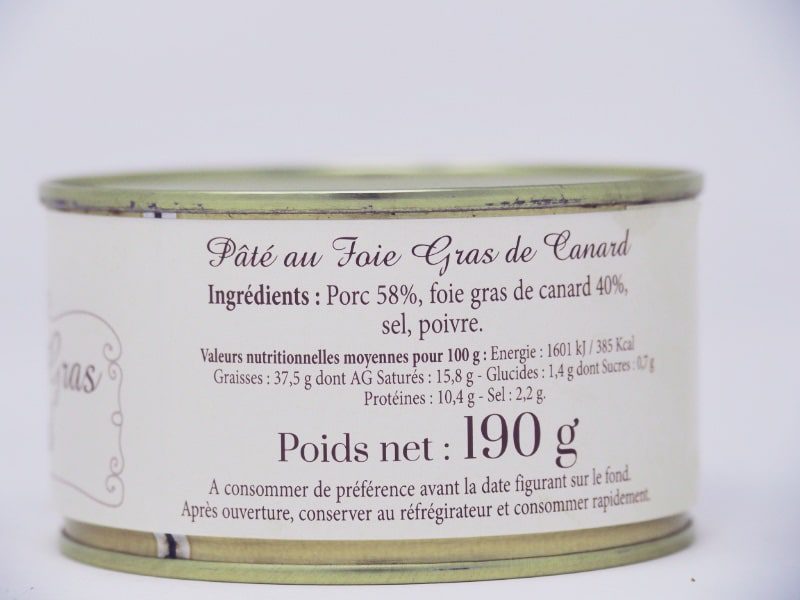 Pâté au Foie Gras de Canard
Ingrédients : Porc 58%, foie gras de canard 40%,
sel, poivre.
Valeurs nutritionnelles moyennes pour 100 g : Energie : 1601 kJ / 385 Kcal
Graisses : 37,5 g dont AG Saturés : 15,8 g - Glucides : 1,4 g dont Sucres : 0,7 g
Protéines : 10,4 g - Sel : 2,2 g.
Poids net : 190 g
A consommer de préférence avant la date figurant sur le fond.
Après ouverture, conserver au réfrégirateur et consommer rapidement.
Gras